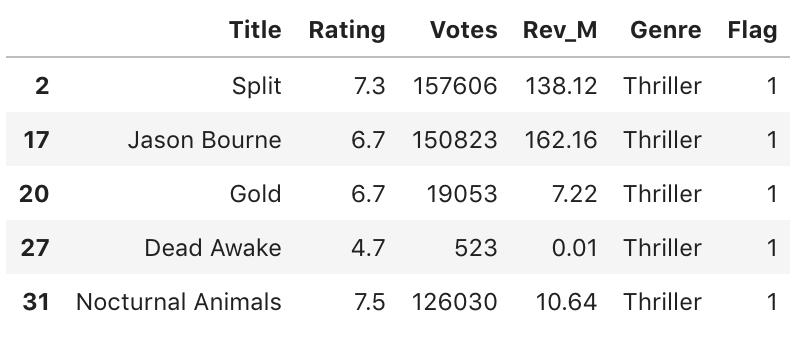 Title Rating Votes Rev_M Genre Flag
2 Split 7.3 157606 138.12 Thriller 1
17 Jason Bourne 6.7 150823 162.16 Thriller 1
20 Gold 6.7 19053 7.22 Thriller 1
27 Dead Awake 4.7 523 0.01 Thriller 1
31 Nocturnal Animals 7.5 126030 10.64 Thriller 1